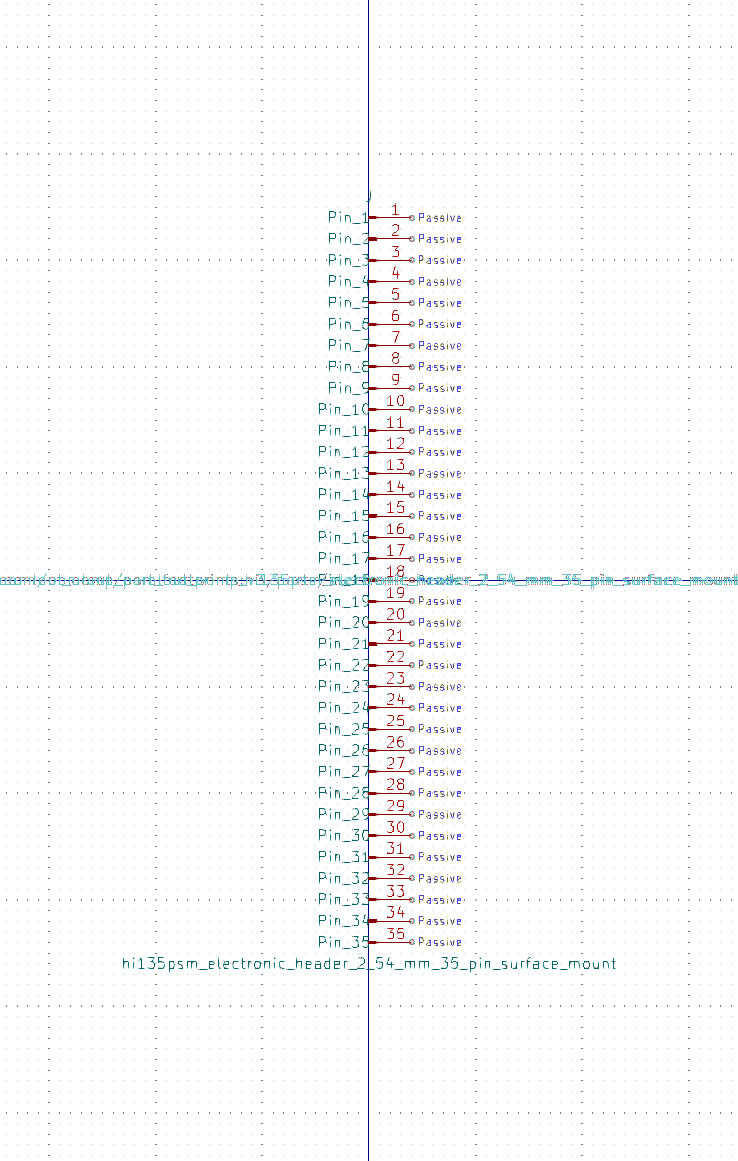 J
Pin_1 1 Passive
Pin_2 2 Passive
Pin_3 3 Passive
Pin_4 4 Passive
Pin_5 5 Passive
Pin_6 6 Passive
Pin_7 7 Passive
Pin_8 8 Passive
Pin_9 9 Passive
Pin_10 10 Passive
Pin_11 11 Passive
Pin_12 12 Passive
Pin_13 13 Passive
Pin_14 14 Passive
Pin_15 15 Passive
Pin_16 16 Passive
Pin_17 17 Passive
18
Pin_19 19 Passive
Pin_20 20 Passive
Pin_21 21 Passive
Pin_22 22 Passive
Pin_23 23 Passive
Pin_24 24 Passive
Pin_25 25 Passive
Pin_26 26 Passive
Pin_27 27 Passive
Pin_28 28 Passive
Pin_29 29 Passive
Pin_30 30 Passive
Pin_31 31 Passive
Pin_32 32 Passive
Pin_33 33 Passive
Pin_34 34 Passive
Pin_35 35 Passive
hi135psm_electronic_header_2_54_mm_35_pin_surface_mount